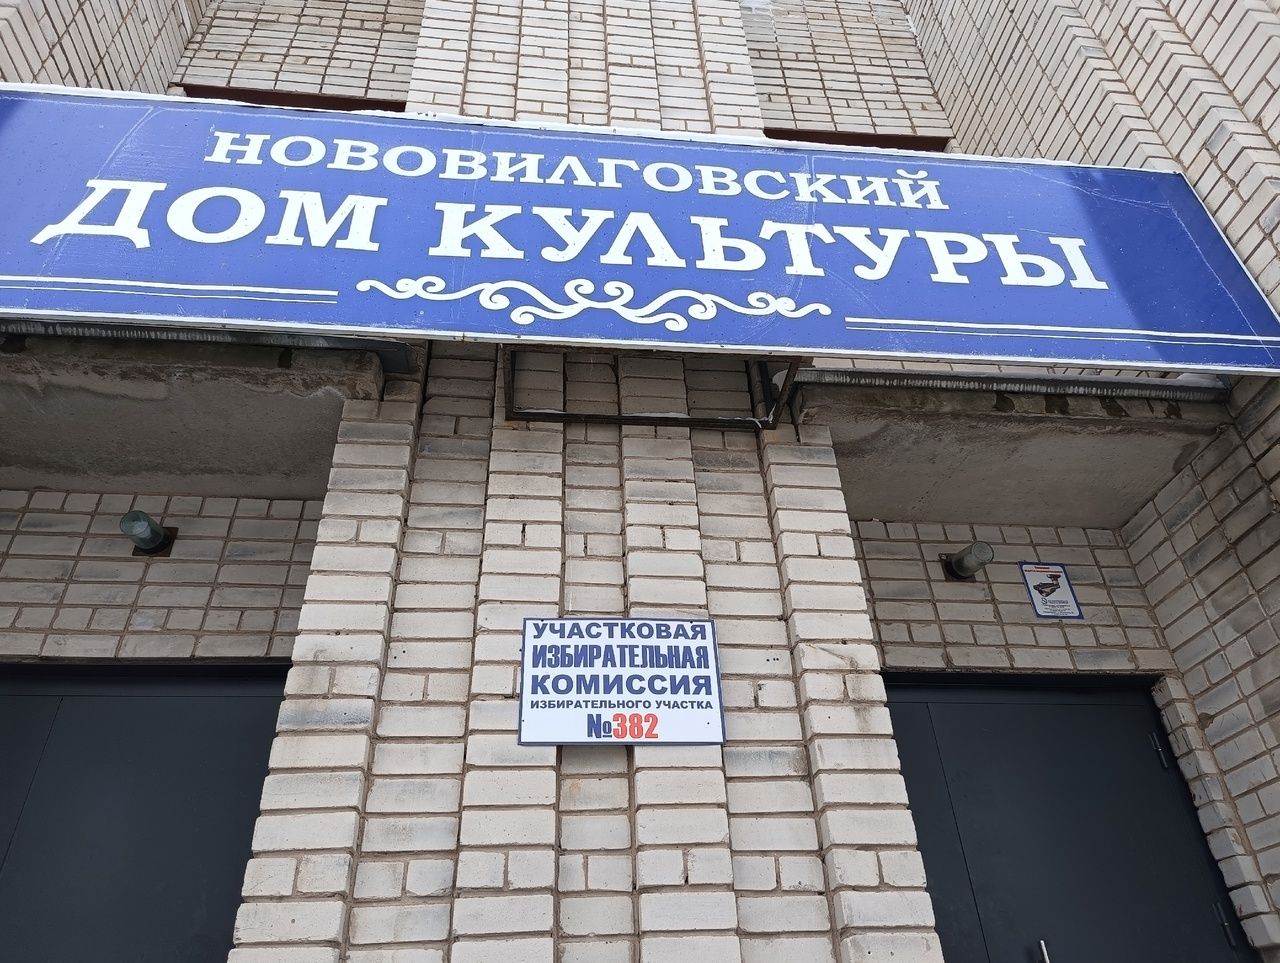 НОВОВИЛГОВСКИЙ
ДОМ КУЛЬТУРЫ
УЧАСТКОВАЯ
ИЗБИРАТЕЛЬНАЯ
КОМИССИЯ
ИЗБИРАТЕЛЬНОГО УЧАСТКА
№382